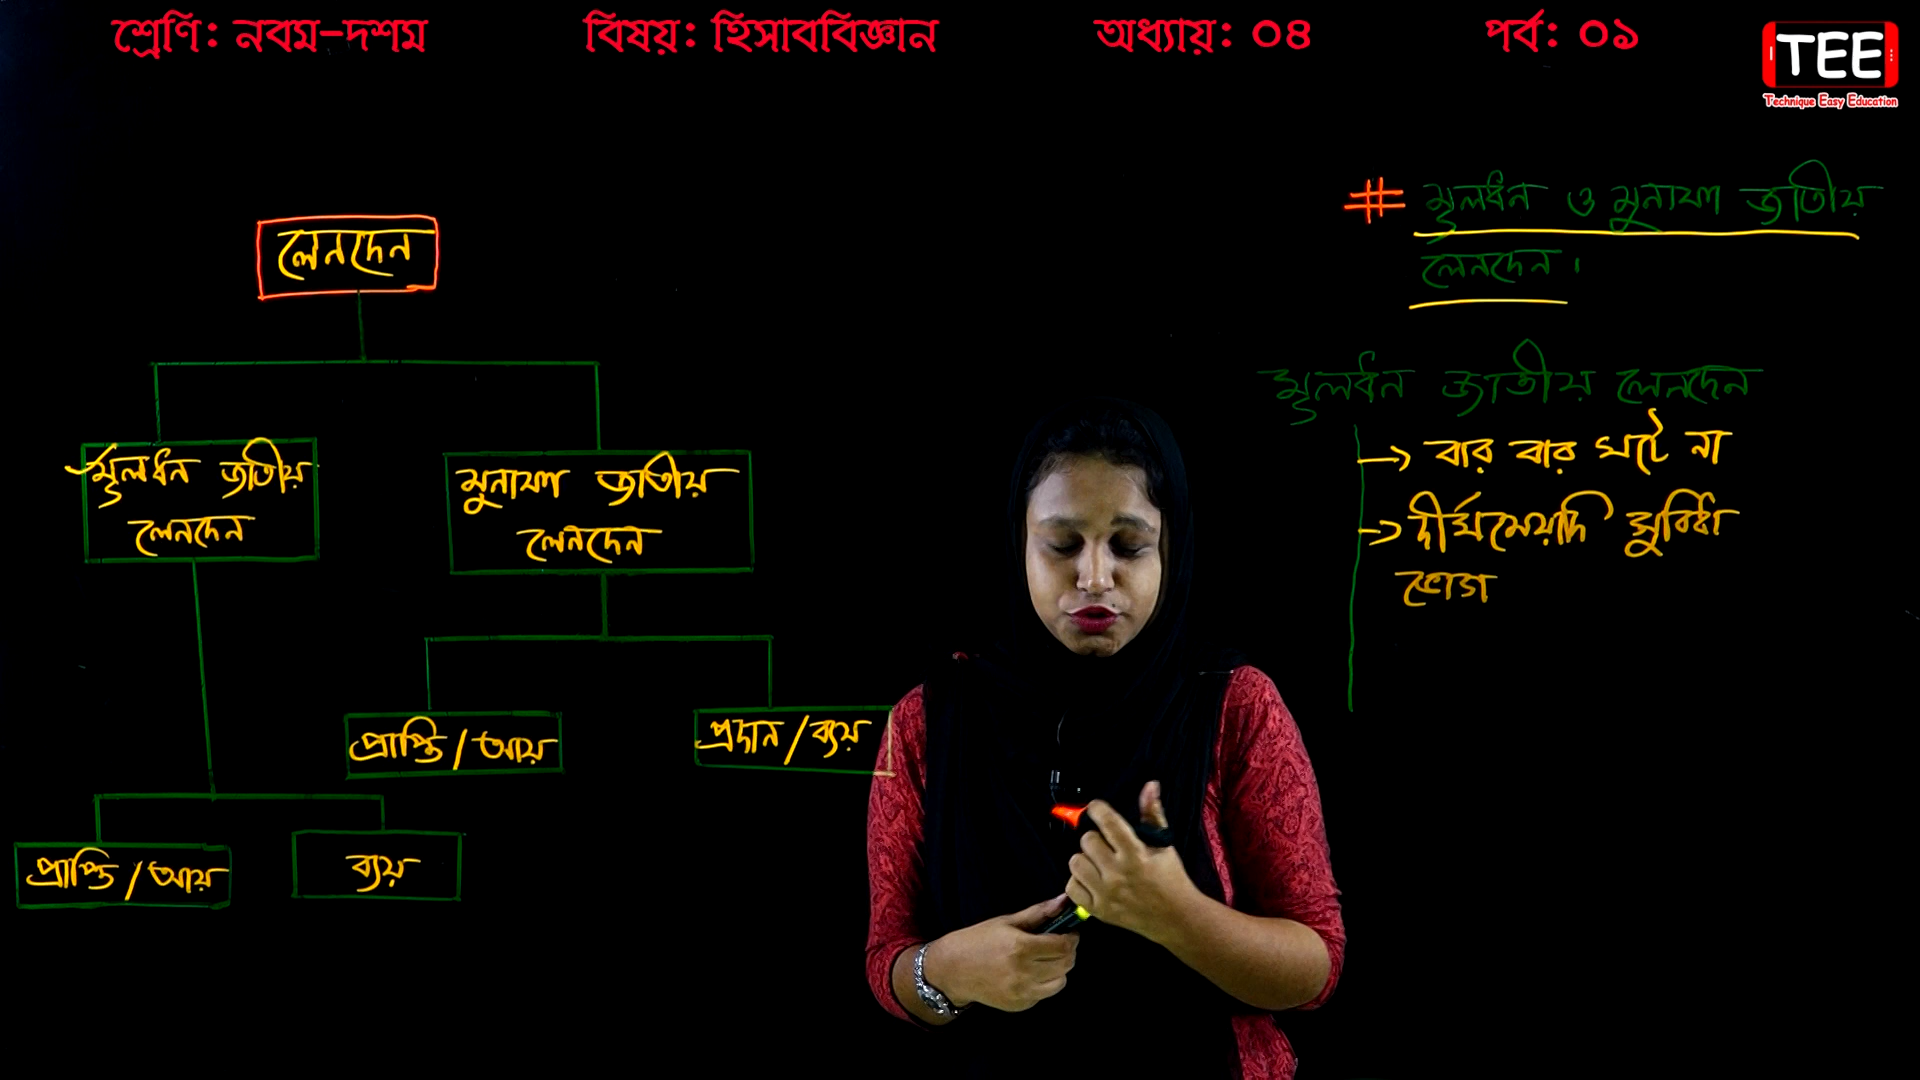 শ্রেণি: নবম-দশম বিষয়: হিসাববিজ্ঞান অধ্যায়: ০৪ পর্ব: ০১
TEE
Technique Easy Education
# মূলধন ও মুনাফা জাতীয়
লেনদেন।
লেনদেন
মূলধন জাতীয়
লেনদেন
মুনাফা জাতীয়
লেনদেন
প্রাপ্তি/আয়
প্রদান/ব্যয়
প্রাপ্তি/আয়
ব্যয়
মূলধন জাতীয় লেনদেন
→ বার বার ঘটে না
→ দীর্ঘমেয়াদি সুবিধা
ভোগ